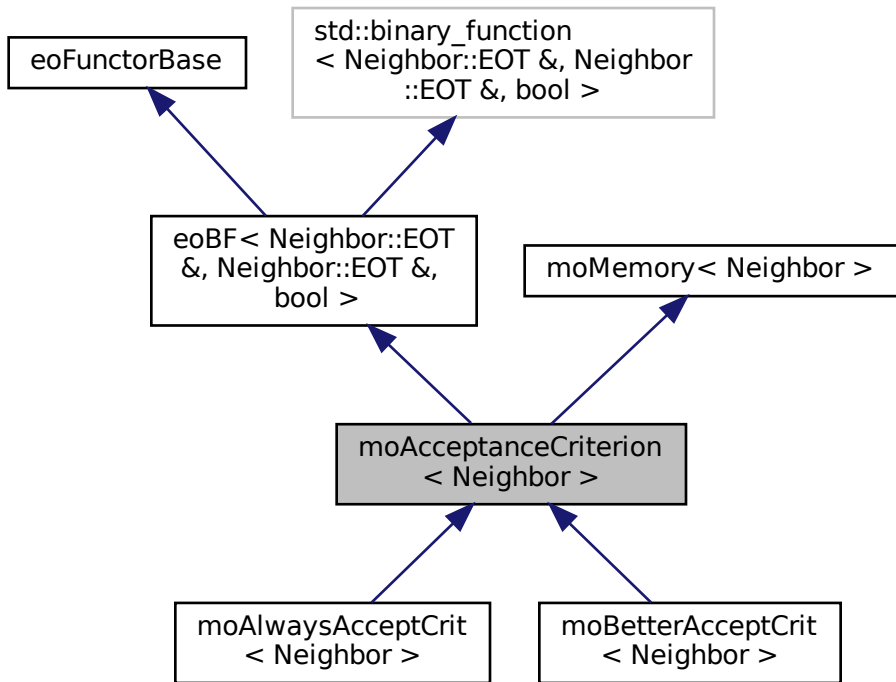 std::binary_function
< Neighbor::EOT &, Neighbor
::EOT &, bool >
eoFunctorBase
eoBF< Neighbor::EOT
&, Neighbor::EOT &,
bool >
moMemory< Neighbor >
moAcceptanceCriterion
< Neighbor >
moAlwaysAcceptCrit
< Neighbor >
moBetterAcceptCrit
< Neighbor >